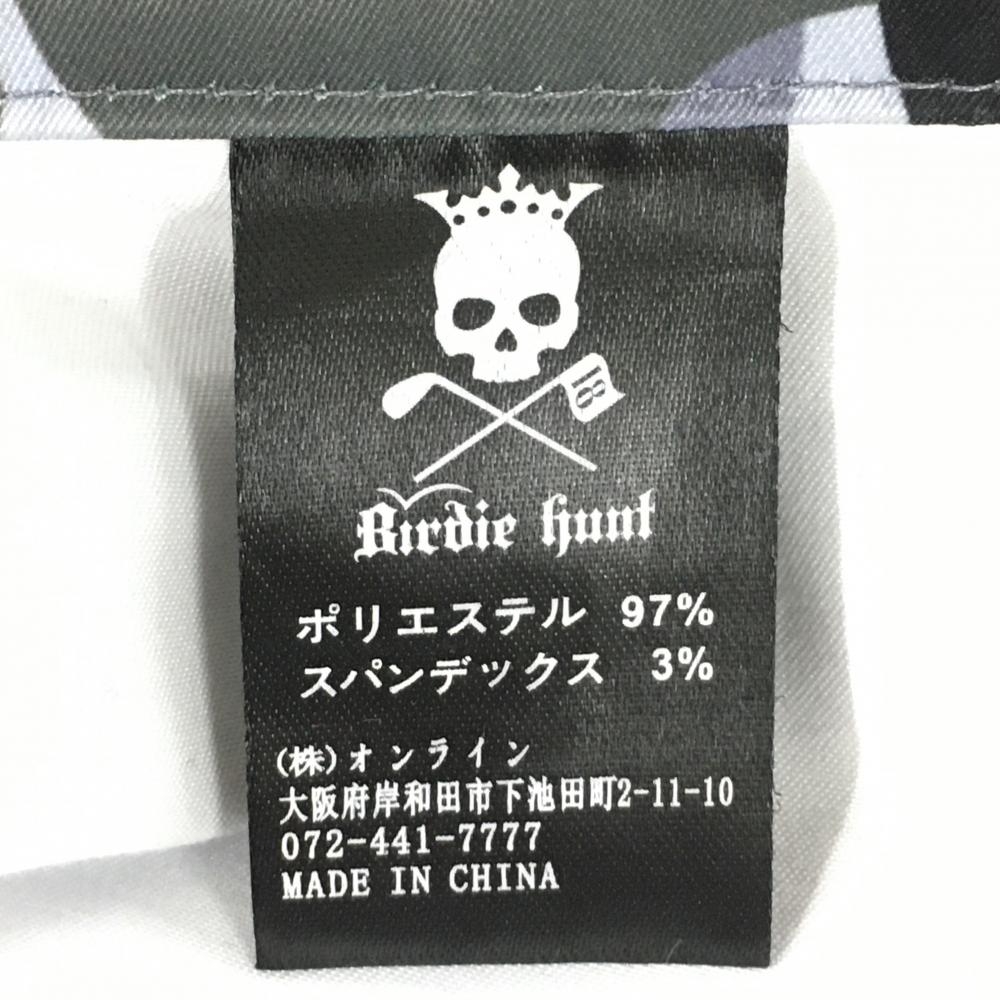 18
Birdie hunt
ポリエステル 97%
スパンデックス 3%
(株)オンライン
大阪府岸和田市下池田町2-11-10
072-441-7777
MADE IN CHINA